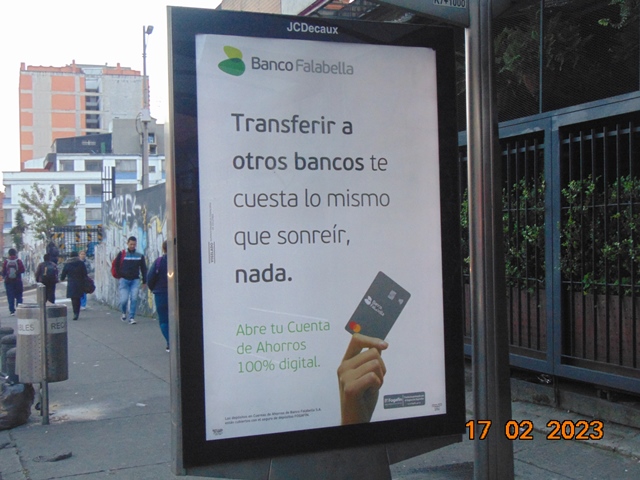 JCDecaux
Banco Falabella
Transferir a
otros bancos te
cuesta lo mismo
que sonreír,
nada.
Abre tu Cuenta
de Ahorros
100% digital.
17 02 2023